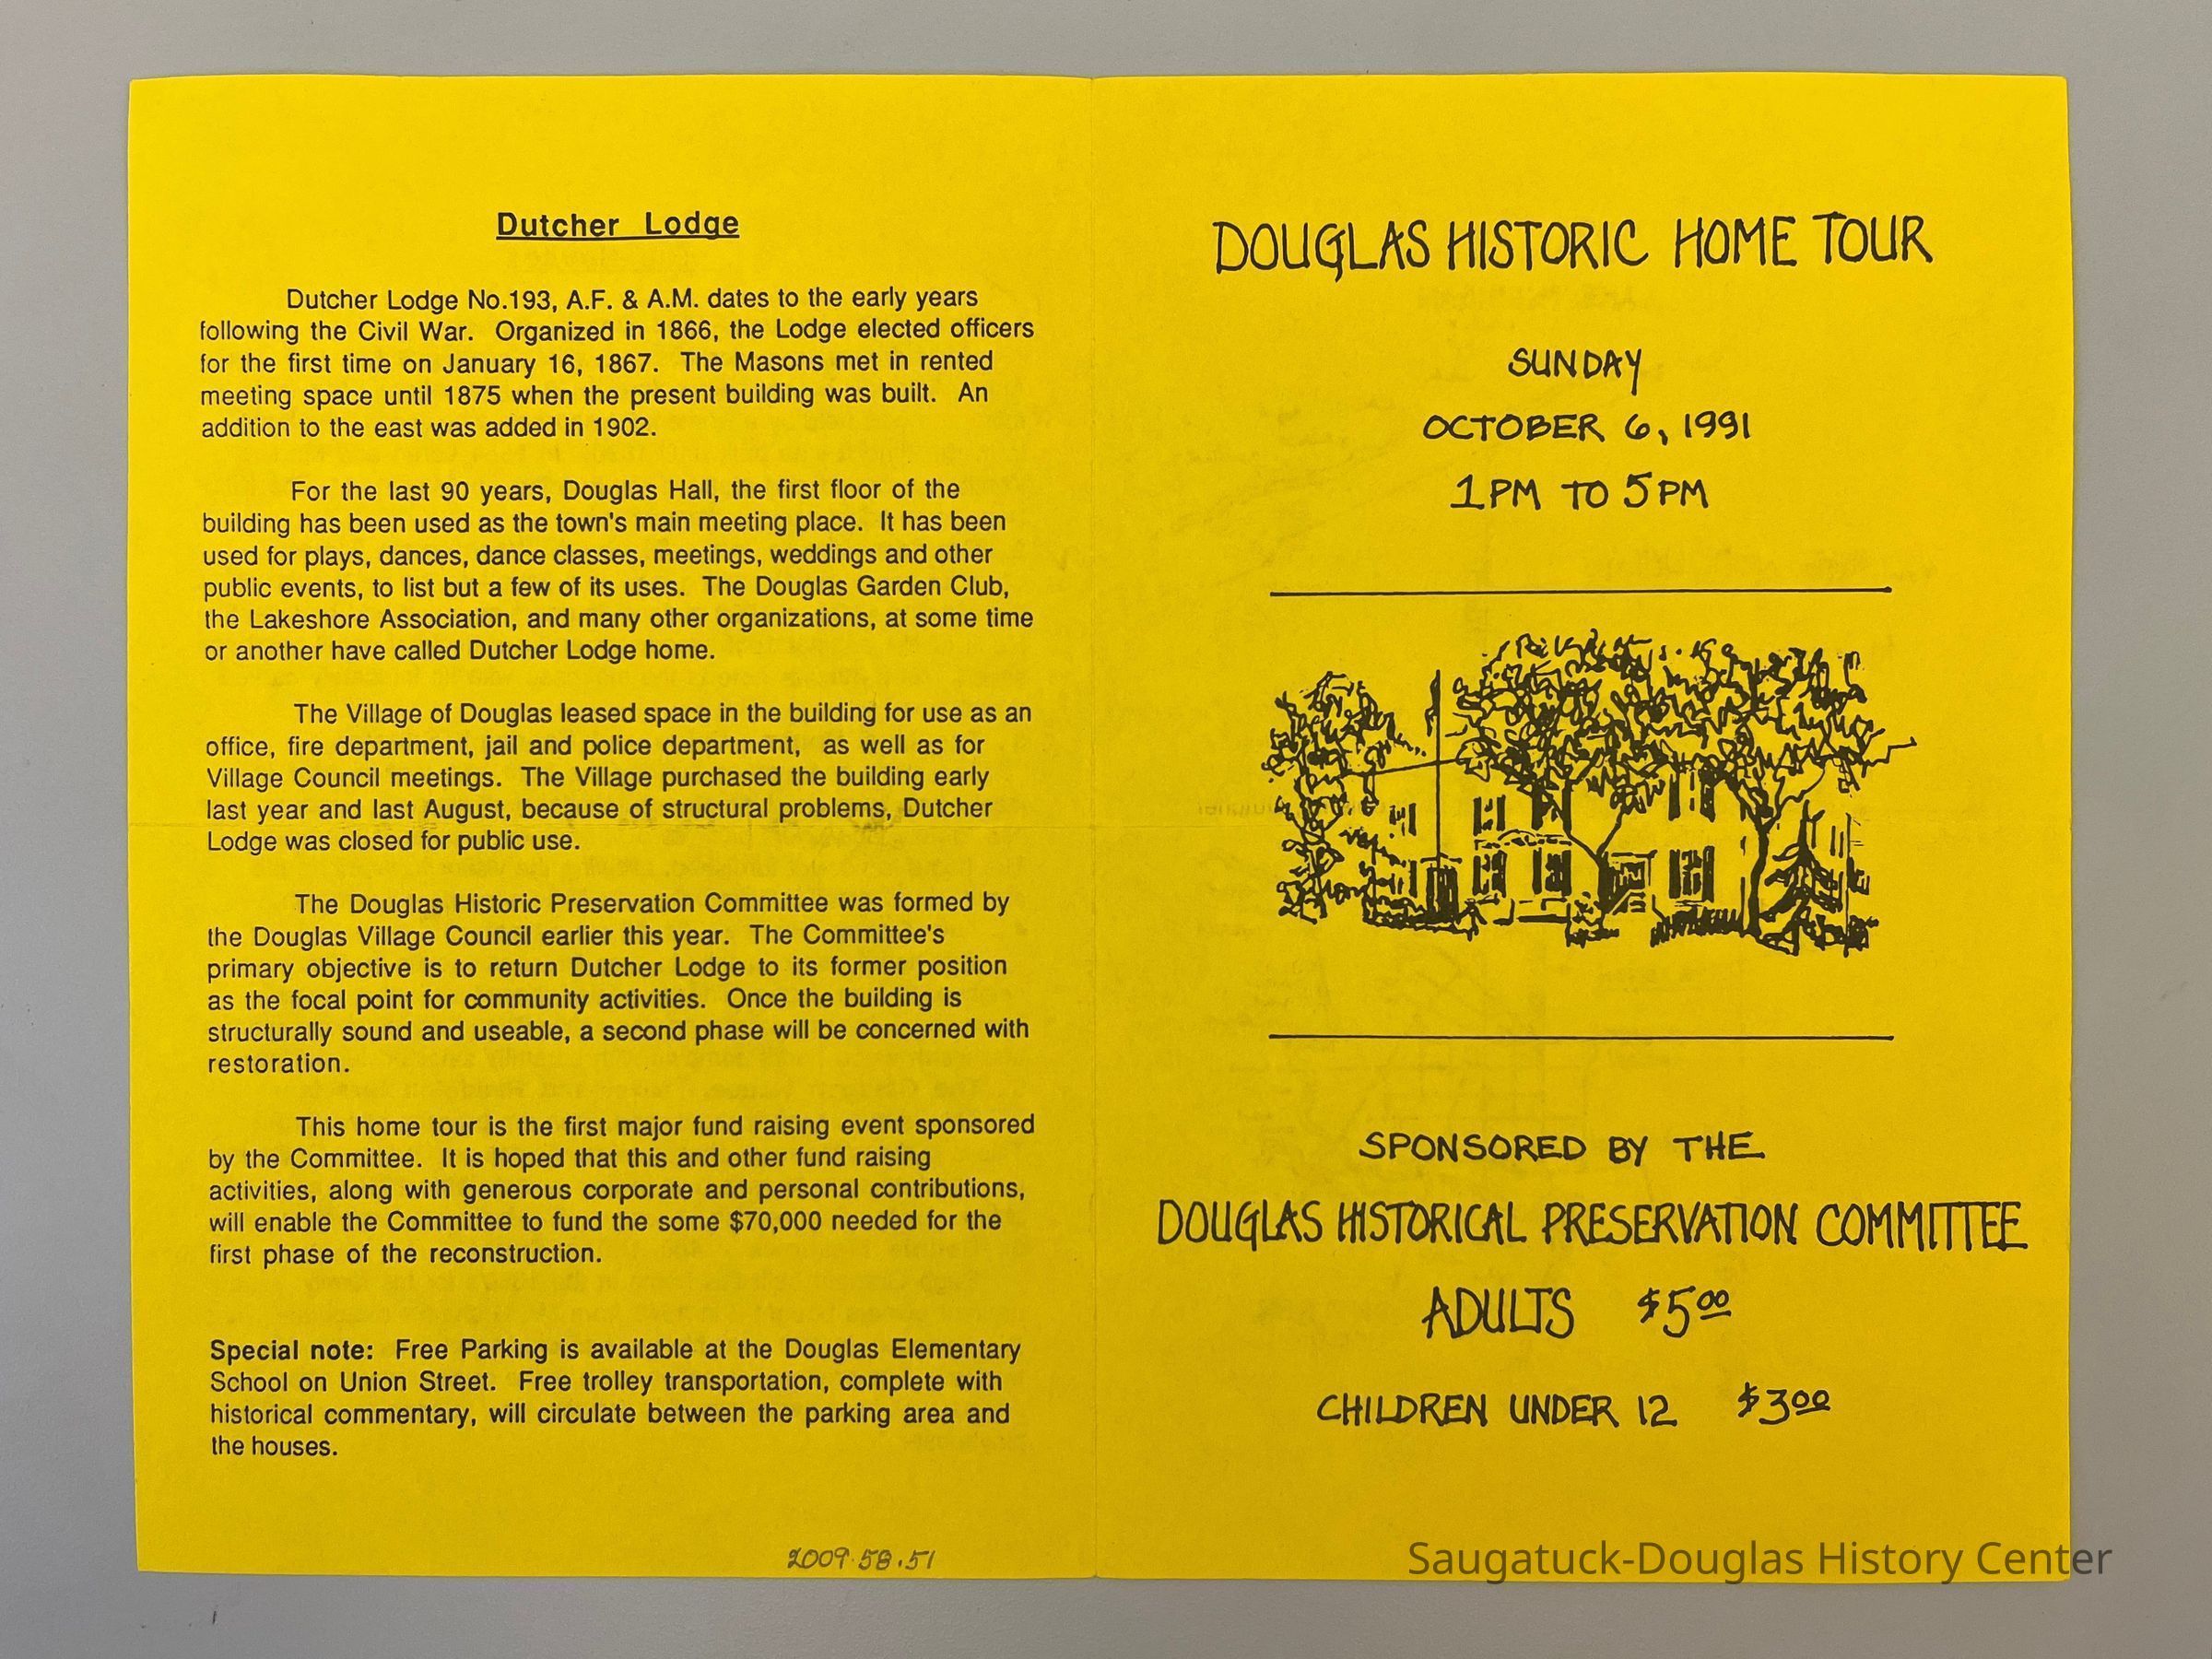 Dutcher Lodge
Dutcher Lodge No.193, A.F. & A.M. dates to the early years
following the Civil War. Organized in 1866, the Lodge elected officers
for the first time on January 16, 1867. The Masons met in rented
meeting space until 1875 when the present building was built. An
addition to the east was added in 1902.
For the last 90 years, Douglas Hall, the first floor of the
building has been used as the town's main meeting place. It has been
used for plays, dances, dance classes, meetings, weddings and other
public events, to list but a few of its uses. The Douglas Garden Club,
the Lakeshore Association, and many other organizations, at some time
or another have called Dutcher Lodge home.
The Village of Douglas leased space in the building for use as an
office, fire department, jail and police department, as well as for
Village Council meetings. The Village purchased the building early
last year and last August, because of structural problems, Dutcher
Lodge was closed for public use.
The Douglas Historic Preservation Committee was formed by
the Douglas Village Council earlier this year. The Committee's
primary objective is to return Dutcher Lodge to its former position
as the focal point for community activities. Once the building is
structurally sound and useable, a second phase will be concerned with
restoration.
This home tour is the first major fund raising event sponsored
by the Committee. It is hoped that this and other fund raising
activities, along with generous corporate and personal contributions,
will enable the Committee to fund the some $70,000 needed for the
first phase of the reconstruction.
Special note: Free Parking is available at the Douglas Elementary
School on Union Street. Free trolley transportation, complete with
historical commentary, will circulate between the parking area and
the houses.
2009.58.51
DOUGLAS HISTORIC HOME TOUR
SUNDAY
OCTOBER 6, 1991
1PM TO 5PM
SPONSORED BY THE
DOUGLAS HISTORICAL PRESERVATION COMMITTEE
ADULTS $5.00
CHILDREN UNDER 12 $3.00
Saugatuck-Douglas History Center